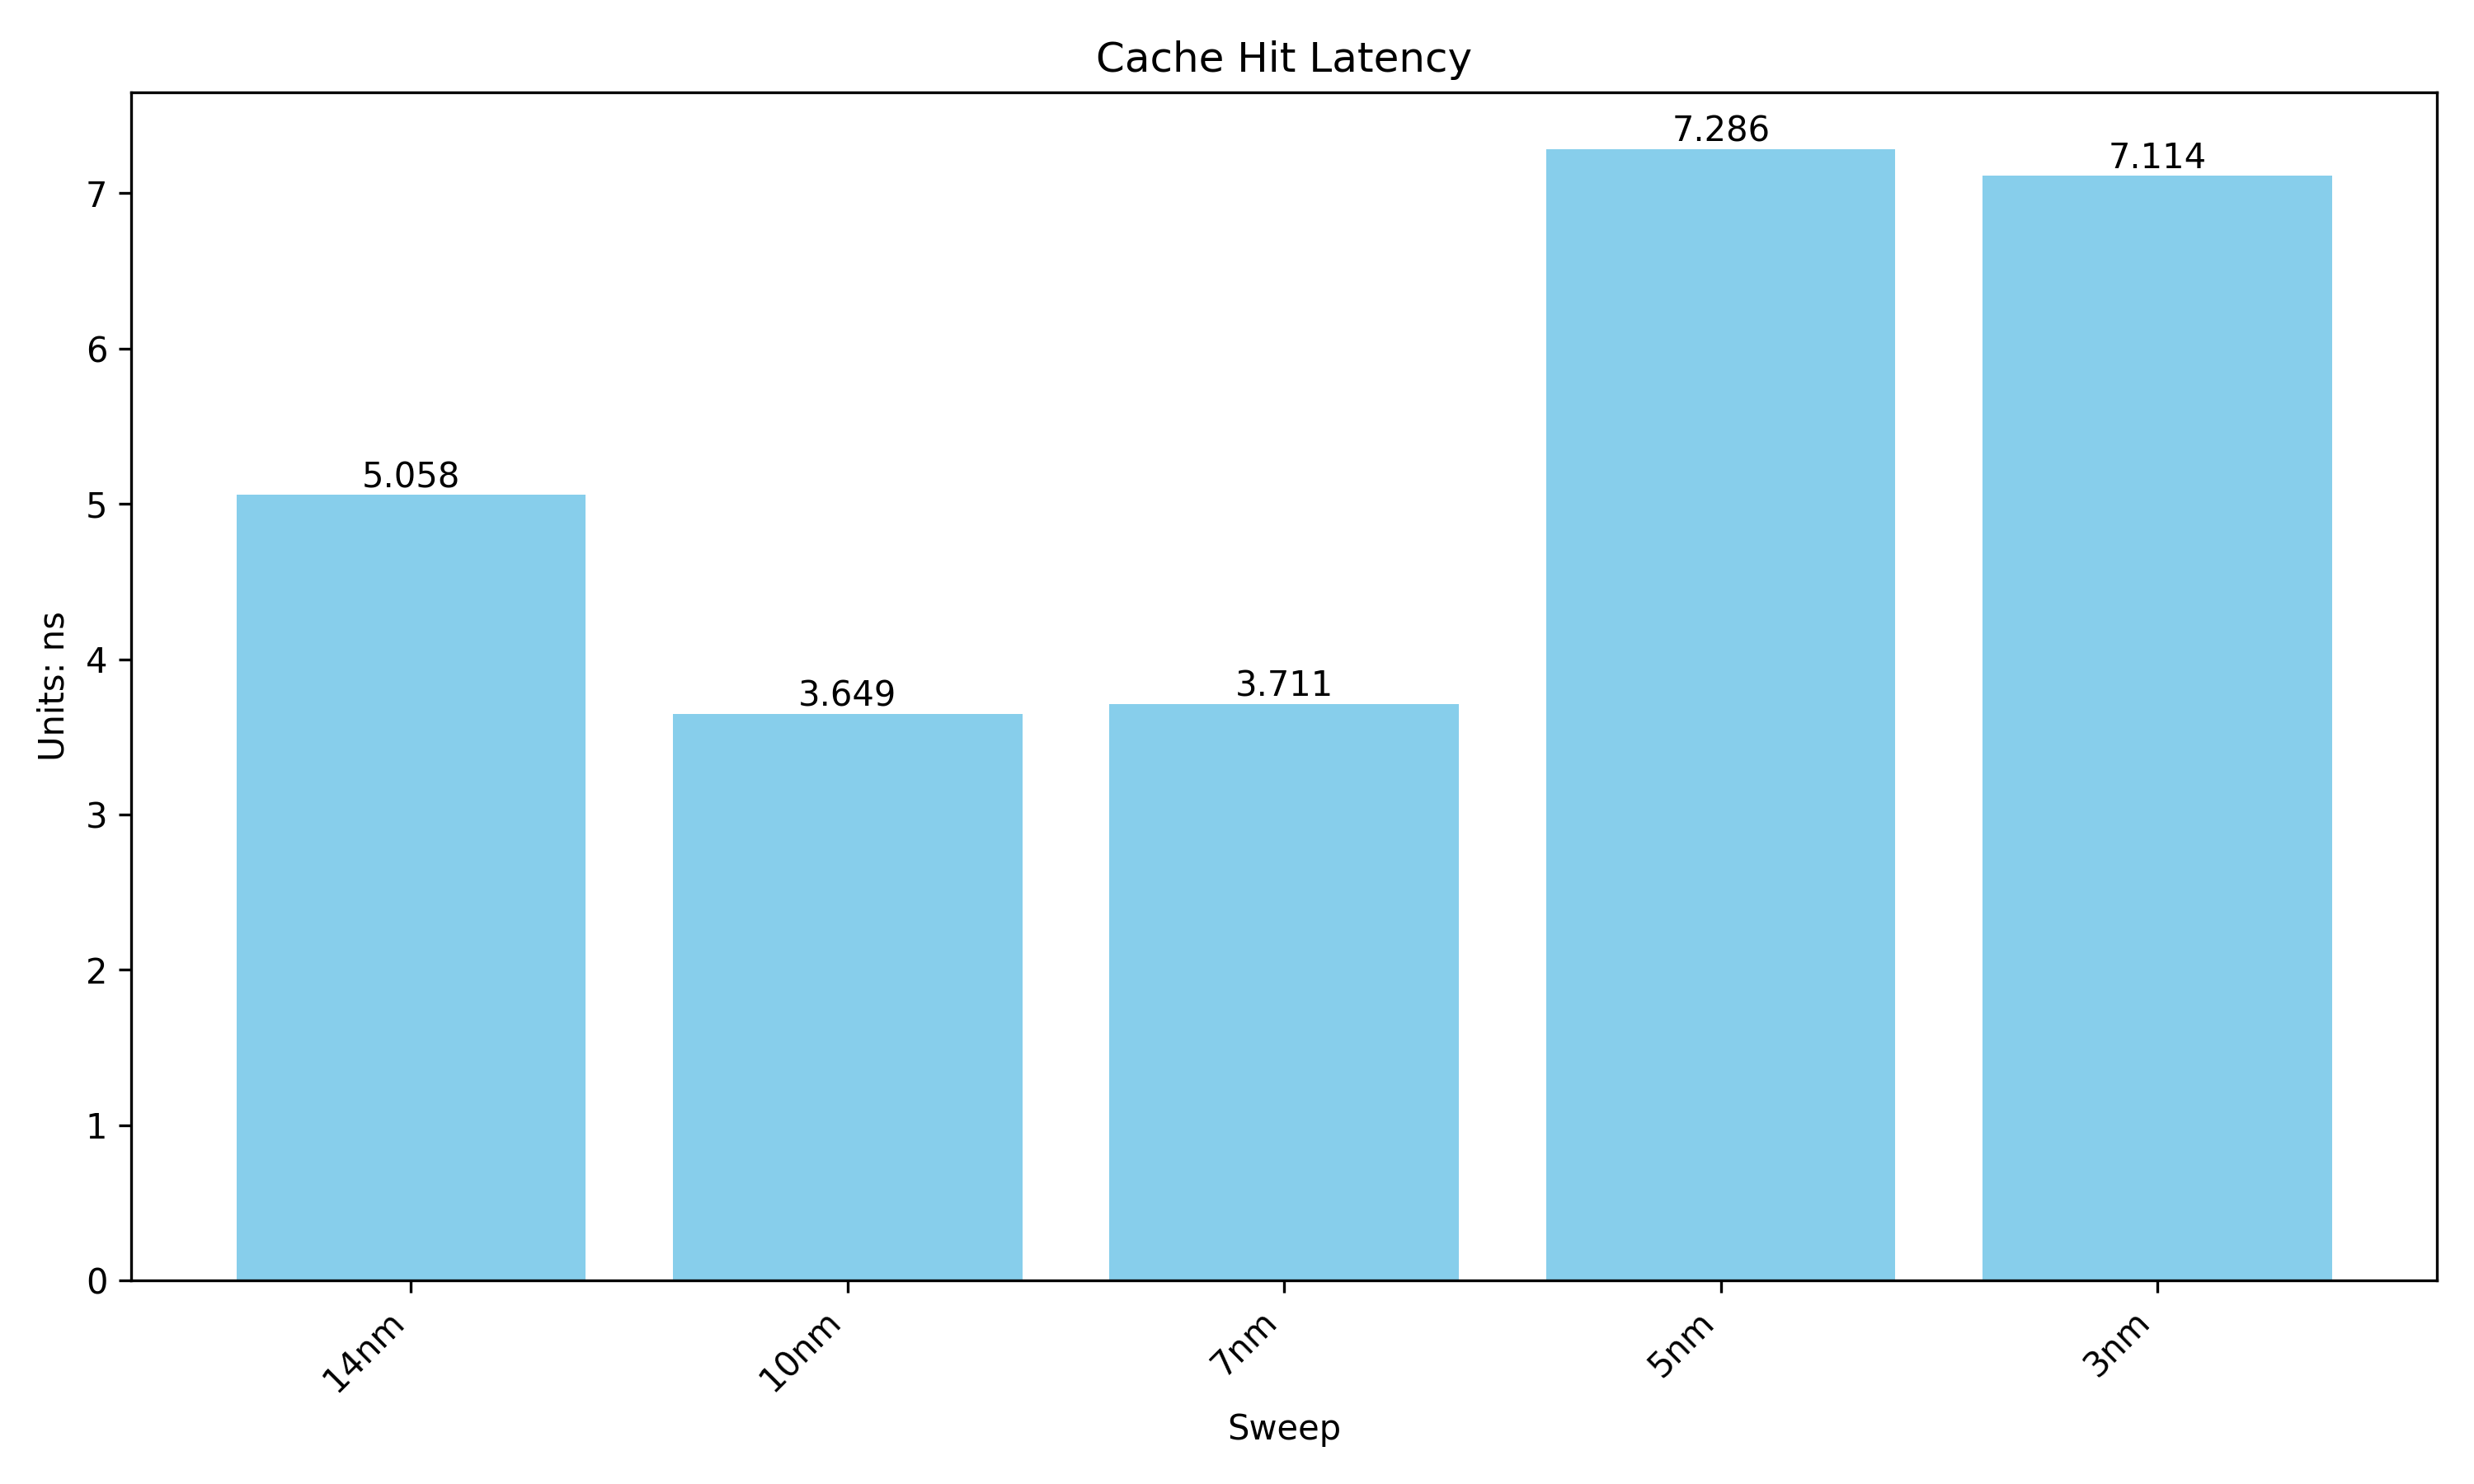 Cache Hit Latency
7.286
7.114
5.058
3.711
3.649
7
6
5
4
3
2
1
0
Units: ns
14nm
10nm
7nm
5nm
3nm
Sweep